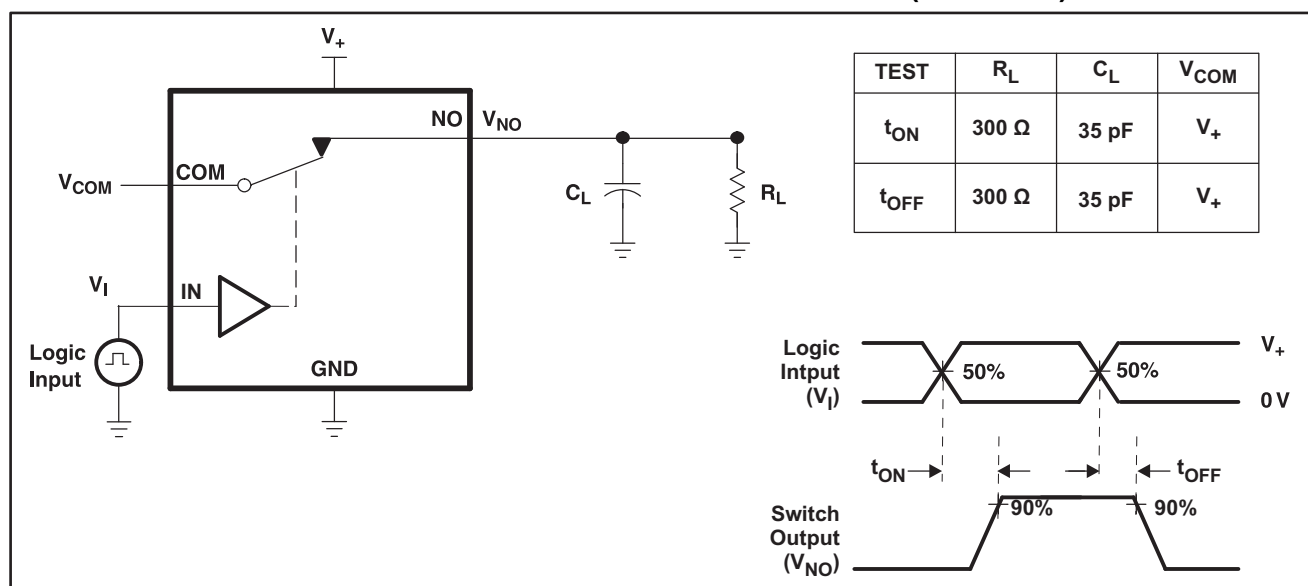 V+
NO
VNO
COM
VCOM
CL
RL
VI
IN
Logic
Input
GND
TEST RL CL VCOM
tON 300 Ω 35 pF V+
tOFF 300 Ω 35 pF V+
Logic
Intput
(VI)
50%
50%
V+
0 V
tON
tOFF
Switch
Output
(VNO)
90%
90%